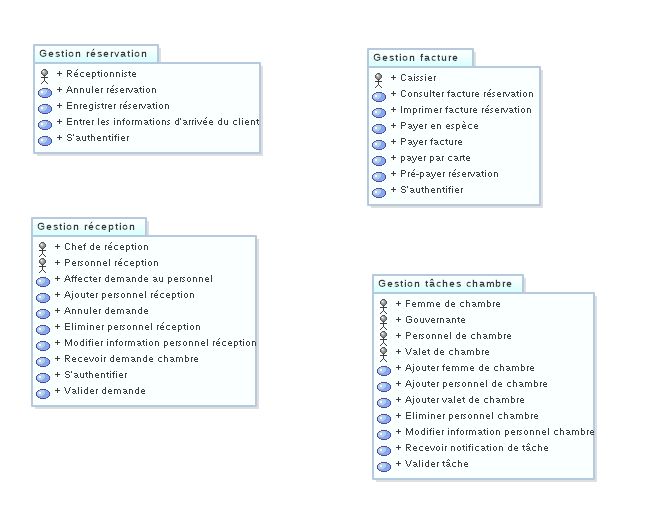 Gestion réservation
+ Réceptionniste
+ Annuler réservation
+ Enregistrer réservation
+ Entrer les informations d'arrivée du client
+ S'authentifier
Gestion facture
+ Caissier
+ Consulter facture réservation
+ Imprimer facture réservation
+ Payer en espèce
+ Payer facture
+ payer par carte
+ Pré-payer réservation
+ S'authentifier
Gestion réception
+ Chef de réception
+ Personnel réception
+ Affecter demande au personnel
+ Ajouter personnel réception
+ Annuler demande
+ Eliminer personnel réception
+ Modifier information personnel réception
+ Recevoir demande chambre
+ S'authentifier
+ Valider demande
Gestion tâches chambre
+ Femme de chambre
+ Gouvernante
+ Personnel de chambre
+ Valet de chambre
+ Ajouter femme de chambre
+ Ajouter personnel de chambre
+ Ajouter valet de chambre
+ Eliminer personnel chambre
+ Modifier information personnel chambre
+ Recevoir notification de tâche
+ Valider tâche